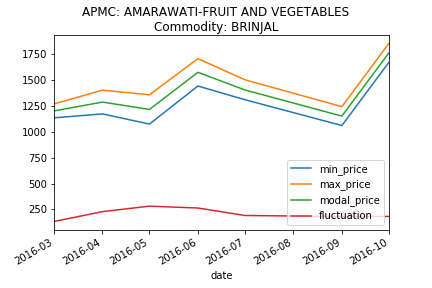 APMC: AMARAWATI-FRUIT AND VEGETABLES
Commodity: BRINJAL
1750
1500
1250
1000
750
500
250
min_price
max_price
modal_price
fluctuation
2016-03
2016-04
2016-05
2016-06
2016-07
2016-08
2016-09
2016-10
date